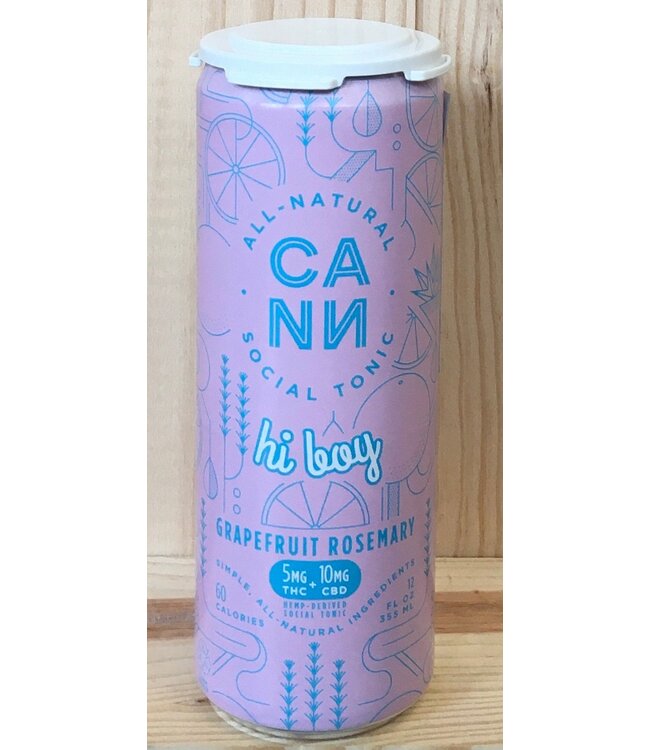 ALL-NATURAL
CA
NN
SOCIAL TONIC
hi boy
GRAPEFRUIT ROSEMARY
5MG + 10MG
THC CBD
HEMP-DERIVED
SOCIAL TONIC
SIMPLE, ALL-NATURAL INGREDIENTS
60
CALORIES
12
FL OZ
355 ML